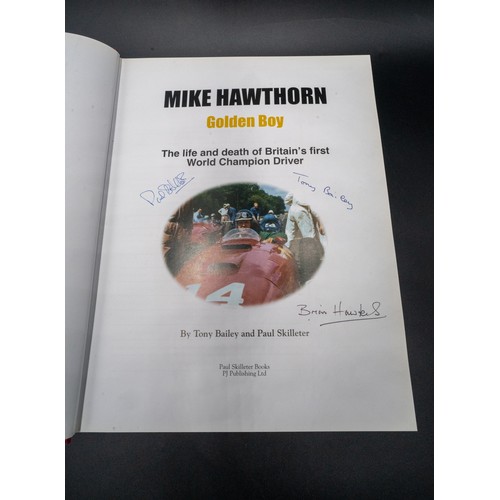 MIKE HAWTHORN
Golden Boy
The life and death of Britain's first
World Champion Driver
Tony Bailey
14
Brian
By Tony Bailey and Paul Skilleter
Paul Skilleter Books
PJ Publishing Ltd